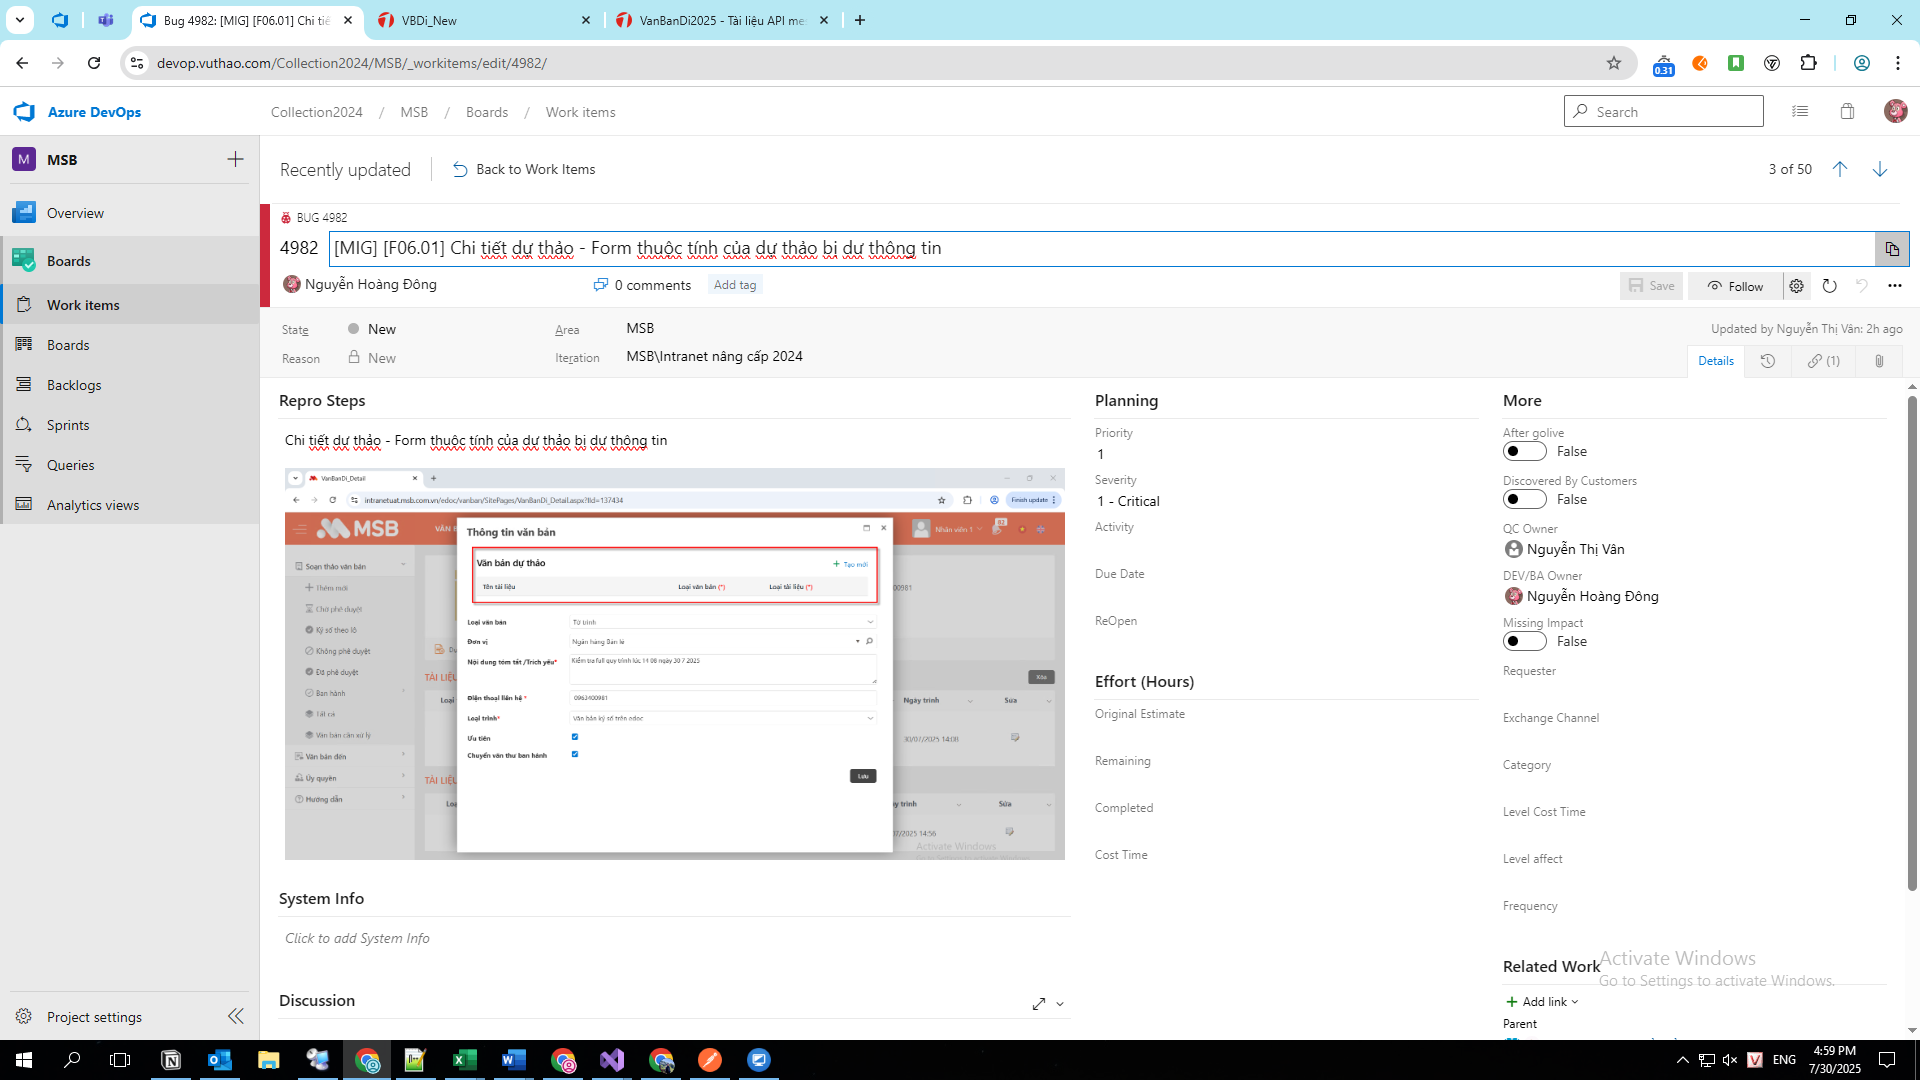 Bug 4982: [MIG] [F06.01] Chi tiế
VBDi_New
VanBanDi2025 - Tài liệu API me
devop.vuthao.com/Collection2024/MSB/_workitems/edit/4982/
0.31
Azure DevOps
Collection2024 / MSB / Boards / Work items
Search
M MSB
Recently updated
Back to Work Items
3 of 50
Overview
Boards
Work items
Boards
Backlogs
Sprints
Queries
Analytics views
Project settings
BUG 4982
4982 [MIG] [F06.01] Chi tiết dự thảo - Form thuộc tính của dự thảo bị dư thông tin
Nguyễn Hoàng Đông
0 comments
Add tag
Save
Follow
State New
Area MSB
Updated by Nguyễn Thị Vân: 2h ago
Reason New
Iteration MSB\Intranet nâng cấp 2024
Details
(1)
Repro Steps
Chi tiết dự thảo - Form thuộc tính của dự thảo bị dư thông tin
VanBanDi_Detail
intranetuat.msb.com.vn/edoc/vanban/SitePages/VanBanDi_Detail.aspx?IId=137434
Finish update
MSB
VĂN B
Nhân viên 1
Thông tin văn bản
Văn bản dự thảo
Tạo mới
Tên tài liệu
Loại văn bản (*)
Loại tài liệu (*)
Soạn thảo văn bản
Thêm mới
Chờ phê duyệt
Ký số theo lô
Không phê duyệt
Đã phê duyệt
Ban hành
Tất cả
Văn bản cần xử lý
Văn bản đến
Ủy quyền
Hướng dẫn
Loại văn bản
Tờ trình
Đơn vị
Ngân hàng Bán lẻ
Nội dung tóm tắt /Trích yếu*
Kiểm tra full quy trình lúc 14 08 ngày 30 7 2025
Điện thoại liên hệ *
0963400981
Loại trình*
Văn bản ký số trên edoc
Ưu tiên
Chuyển văn thư ban hành
Lưu
TÀI LIỆU
Loại
Xóa
Ngày trình
Sửa
30/07/2025 14:08
TÀI LIỆU
Loạ
y trình
Sửa
07/2025 14:56
Activate Windows
System Info
Click to add System Info
Discussion
Planning
Priority
1
Severity
1 - Critical
Activity
Due Date
ReOpen
Effort (Hours)
Original Estimate
Remaining
Completed
Cost Time
More
After golive
False
Discovered By Customers
False
QC Owner
Nguyễn Thị Vân
DEV/BA Owner
Nguyễn Hoàng Đông
Missing Impact
False
Requester
Exchange Channel
Category
Level Cost Time
Level affect
Frequency
Related Work
Add link
Parent
Activate Windows
Go to Settings to activate Windows.
ENG
4:59 PM
7/30/2025